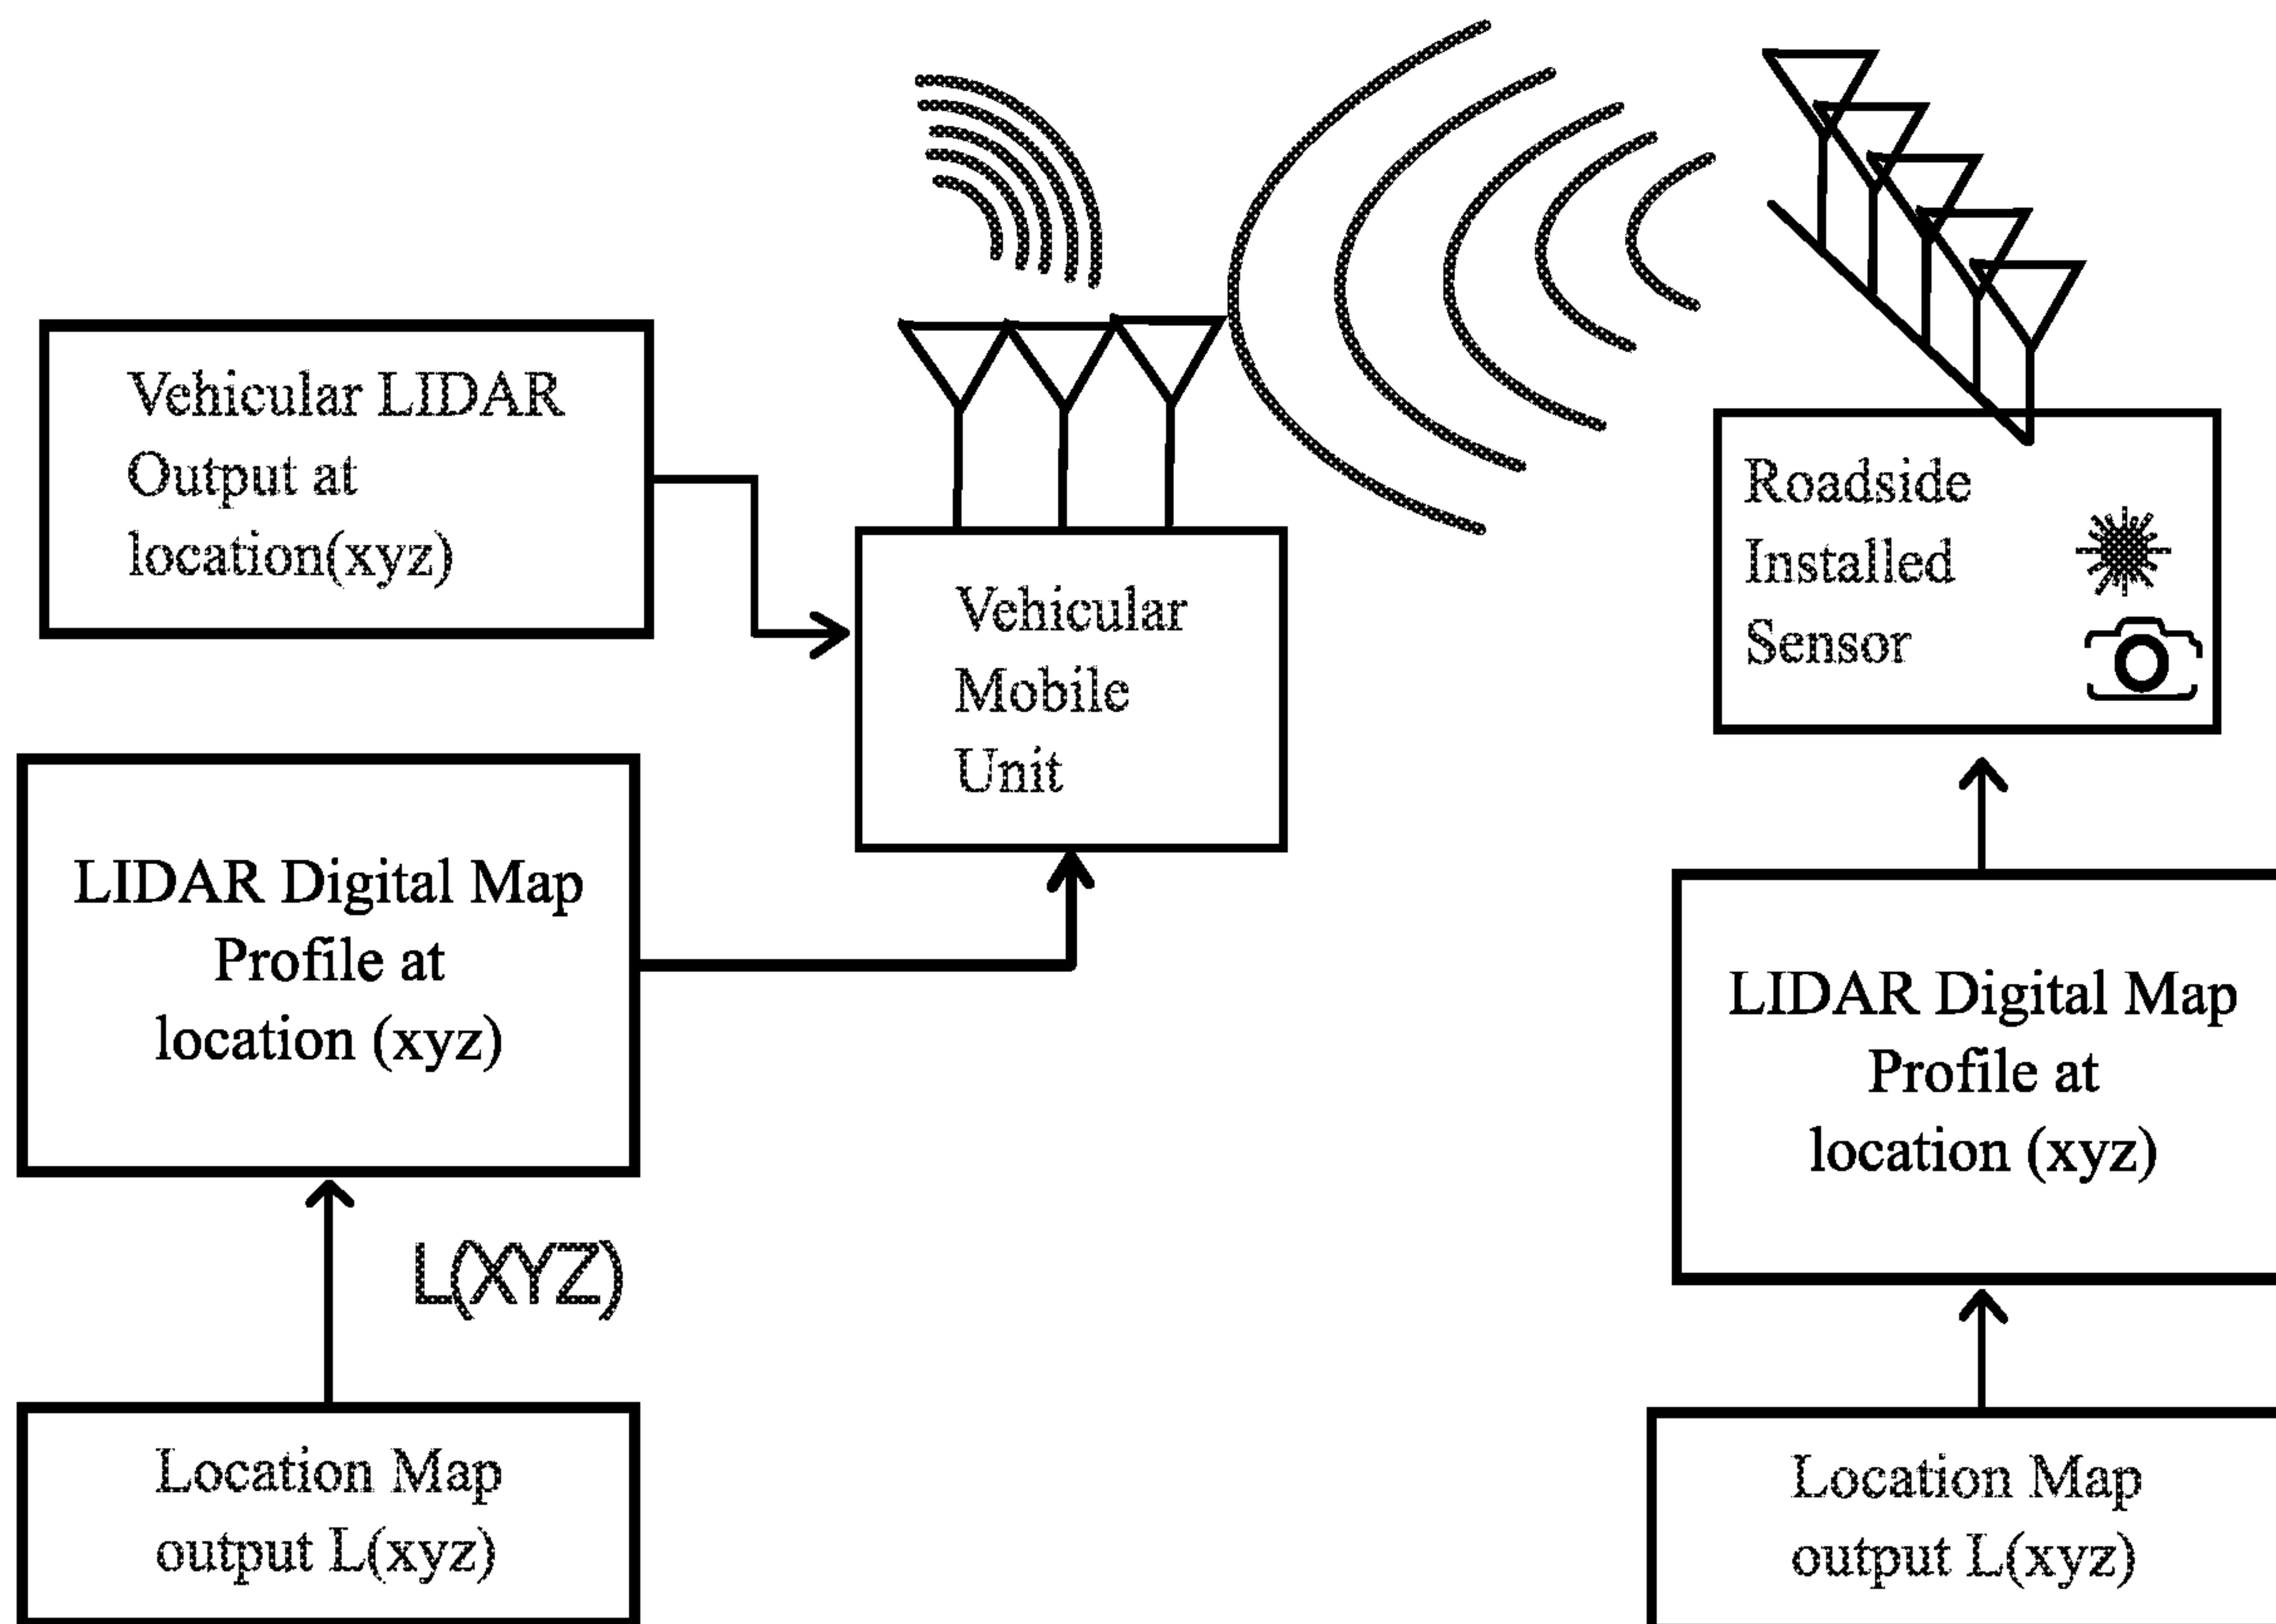 Vehicular LIDAR
Output at
location(xyz)
Vehicular
Mobile
Unit
Roadside
Installed
Sensor
LIDAR Digital Map
Profile at
location (xyz)
LIDAR Digital Map
Profile at
location (xyz)
L(XYZ)
Location Map
output L(xyz)
Location Map
output L(xyz)